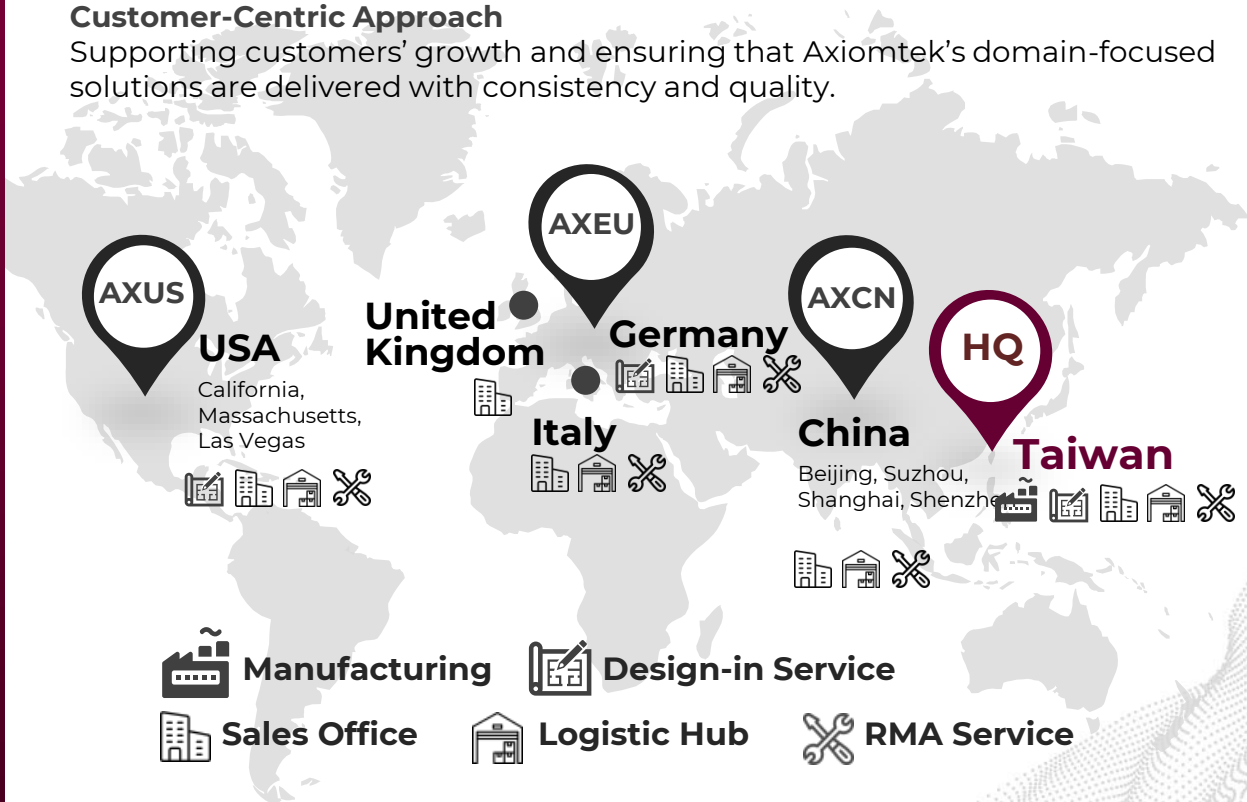 Customer-Centric Approach
Supporting customers’ growth and ensuring that Axiomtek’s domain-focused
solutions are delivered with consistency and quality.
AXUS
USA
California,
Massachusetts,
Las Vegas
United
Kingdom
AXEU
Germany
Italy
AXCN
China
Beijing, Suzhou,
Shanghai, Shenzhe
HQ
Taiwan
Manufacturing
Design-in Service
Sales Office
Logistic Hub
RMA Service